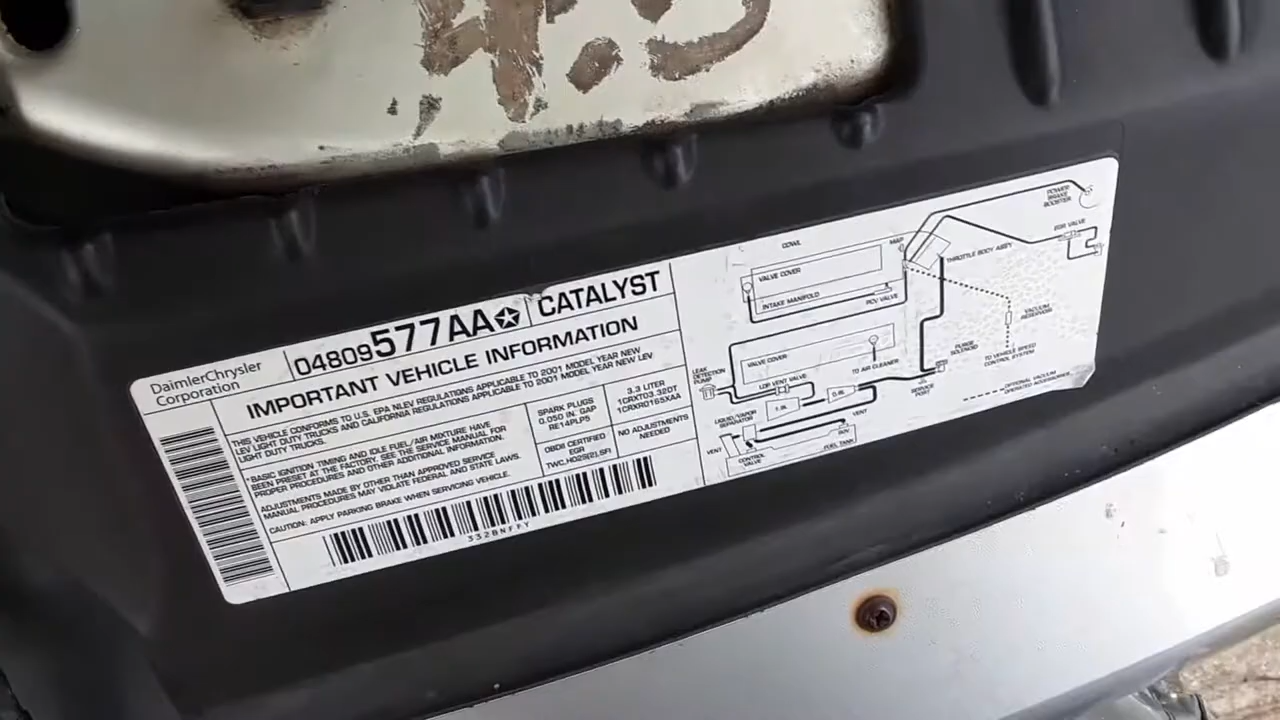 DaimlerChrysler
Corporation
04809577AA
CATALYST
IMPORTANT VEHICLE INFORMATION
THIS VEHICLE CONFORMS TO U.S. EPA NLEV REGULATIONS APPLICABLE TO 2001 MODEL YEAR NEW
LEV LIGHT DUTY TRUCKS AND CALIFORNIA REGULATIONS APPLICABLE TO 2001 MODEL YEAR NEW LEV
LIGHT DUTY TRUCKS.
*BASIC IGNITION TIMING AND IDLE FUEL/AIR MIXTURE HAVE
BEEN PRESET AT THE FACTORY. SEE THE SERVICE MANUAL FOR
PROPER PROCEDURES AND OTHER ADDITIONAL INFORMATION.
ADJUSTMENTS MADE BY OTHER THAN APPROVED SERVICE
MANUAL PROCEDURES MAY VIOLATE FEDERAL AND STATE LAWS.
CAUTION: APPLY PARKING BRAKE WHEN SERVICING VEHICLE.
SPARK PLUGS
0.050 IN. GAP
RE14PLP5
3.3 LITER
1CRXT03.32DT
1CRXR0165XAA
OBDII CERTIFIED
EGR
TWC,HO2S(2),SFI
NO ADJUSTMENTS
NEEDED
332BNFFY
COWL
MAP
POWER
BRAKE
BOOSTER
EGR VALVE
THROTTLE BODY ASSY
VALVE COVER
INTAKE MANIFOLD
PCV VALVE
VACUUM
RESERVOIR
VALVE COVER
TO AIR CLEANER
PURGE
SOLENOID
TO VEHICLE SPEED
CONTROL SYSTEM
LEAK
DETECTION
PUMP
LDP VENT VALVE
SERVICE
PORT
LIQUID/VAPOR
SEPARATOR
VENT
VENT
CONTROL
VALVE
FUEL TANK
OPTIONAL VACUUM
OPERATED ACCESSORIES